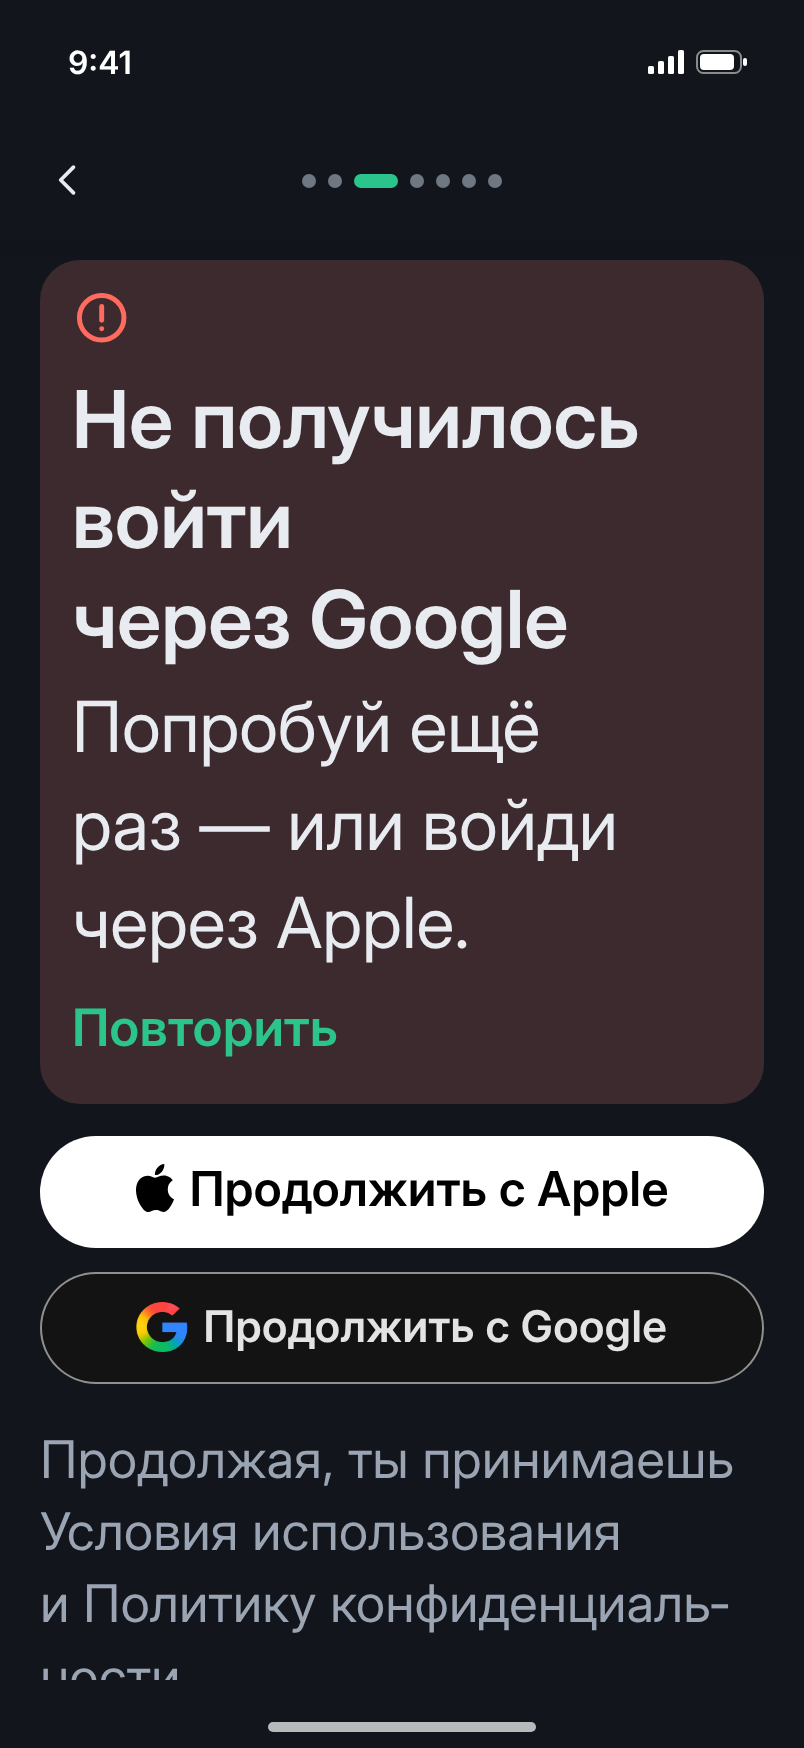 9:41
Не получилось
войти
через Google
Попробуй ещё
раз — или войди
через Apple.
Повторить
Продолжить с Apple
Продолжить с Google
Продолжая, ты принимаешь
Условия использования
и Политику конфиденциаль-
ности